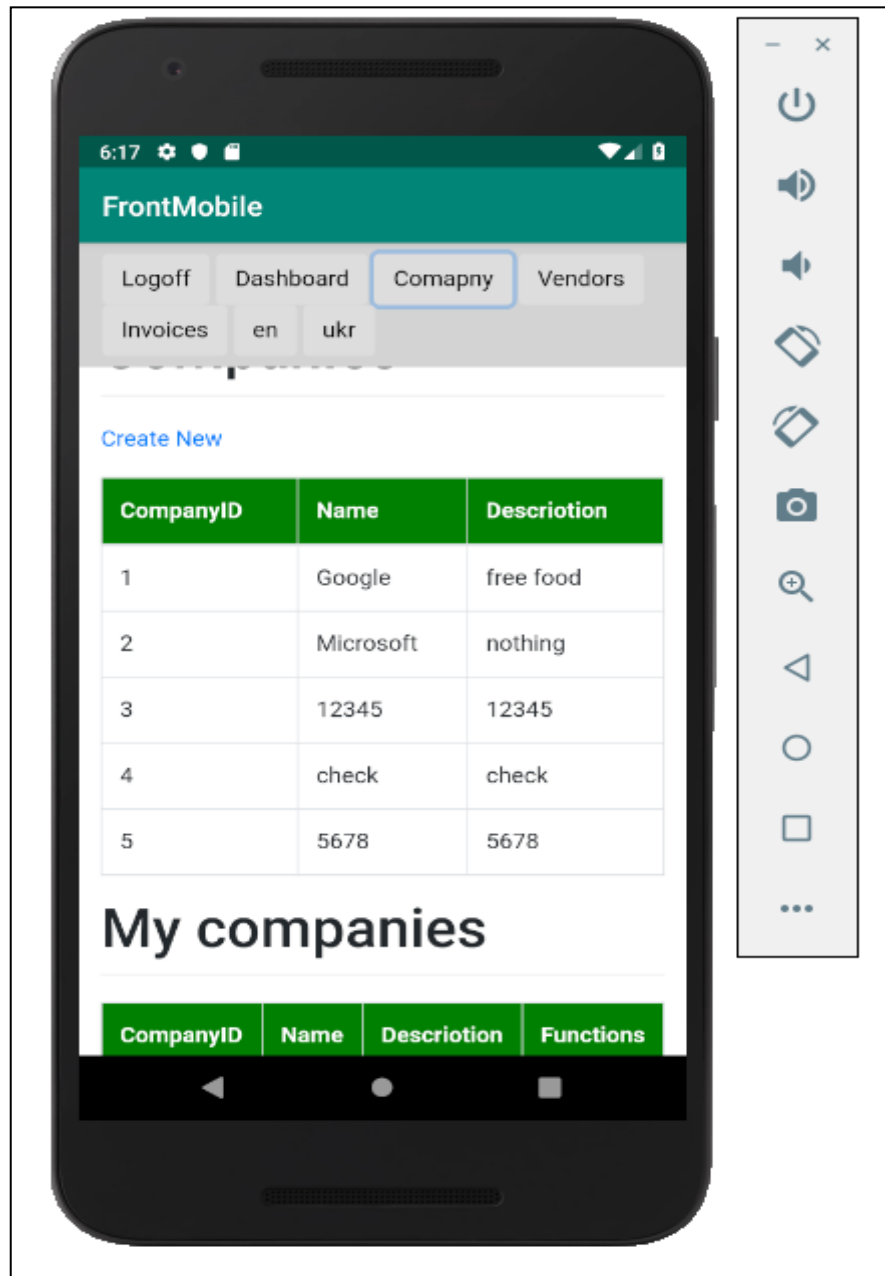 6:17
FrontMobile
Logoff Dashboard Comapny Vendors
Invoices en ukr
Companies
Create New
CompanyID Name Descriotion
1 Google free food
2 Microsoft nothing
3 12345 12345
4 check check
5 5678 5678
My companies
CompanyID Name Descriotion Functions